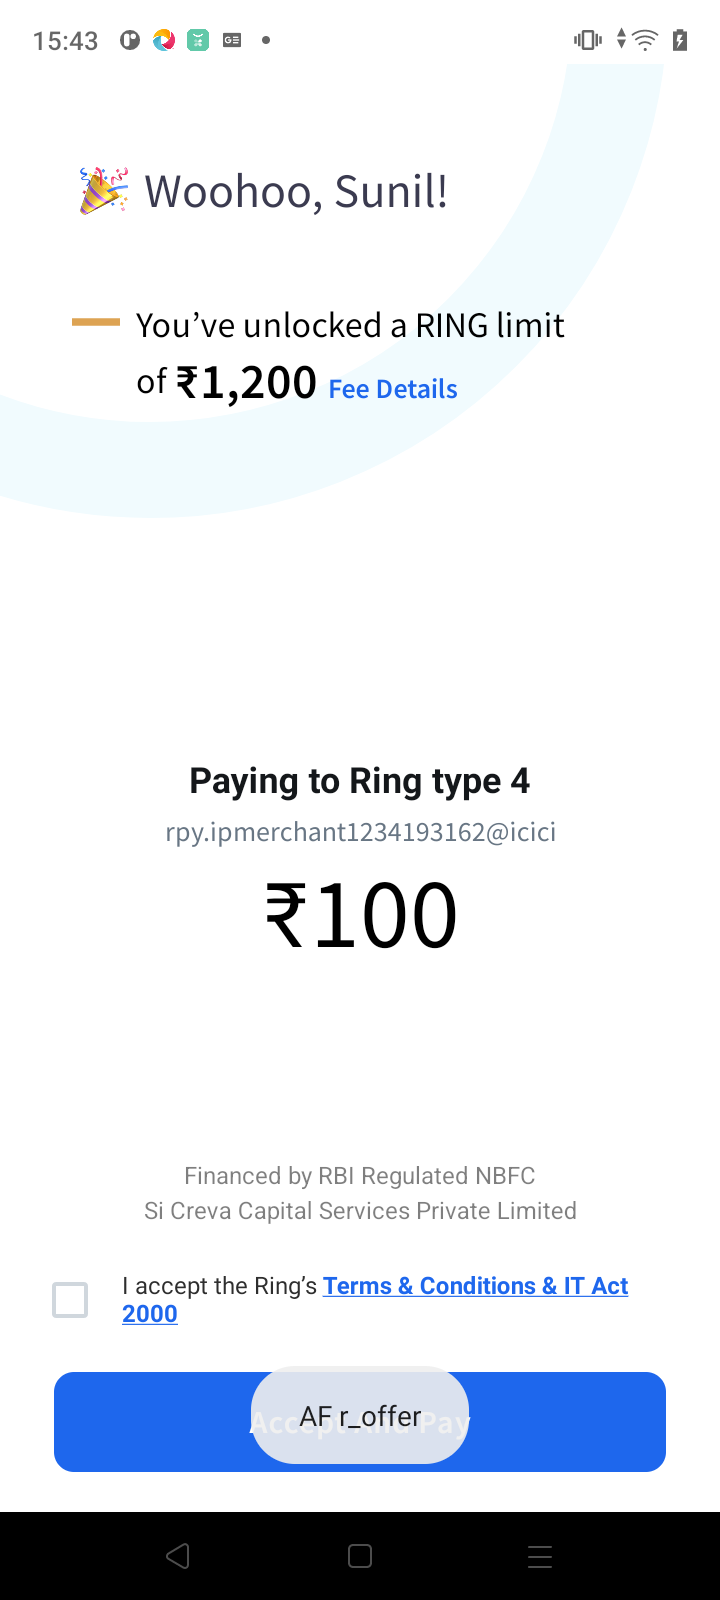 15:43
Woohoo, Sunil!
You’ve unlocked a RING limit
of ₹1,200 Fee Details
Paying to Ring type 4
rpy.ipmerchant1234193162@icici
₹100
Financed by RBI Regulated NBFC
Si Creva Capital Services Private Limited
I accept the Ring’s Terms & Conditions & IT Act
2000
Accept And Pay
AF r_offer